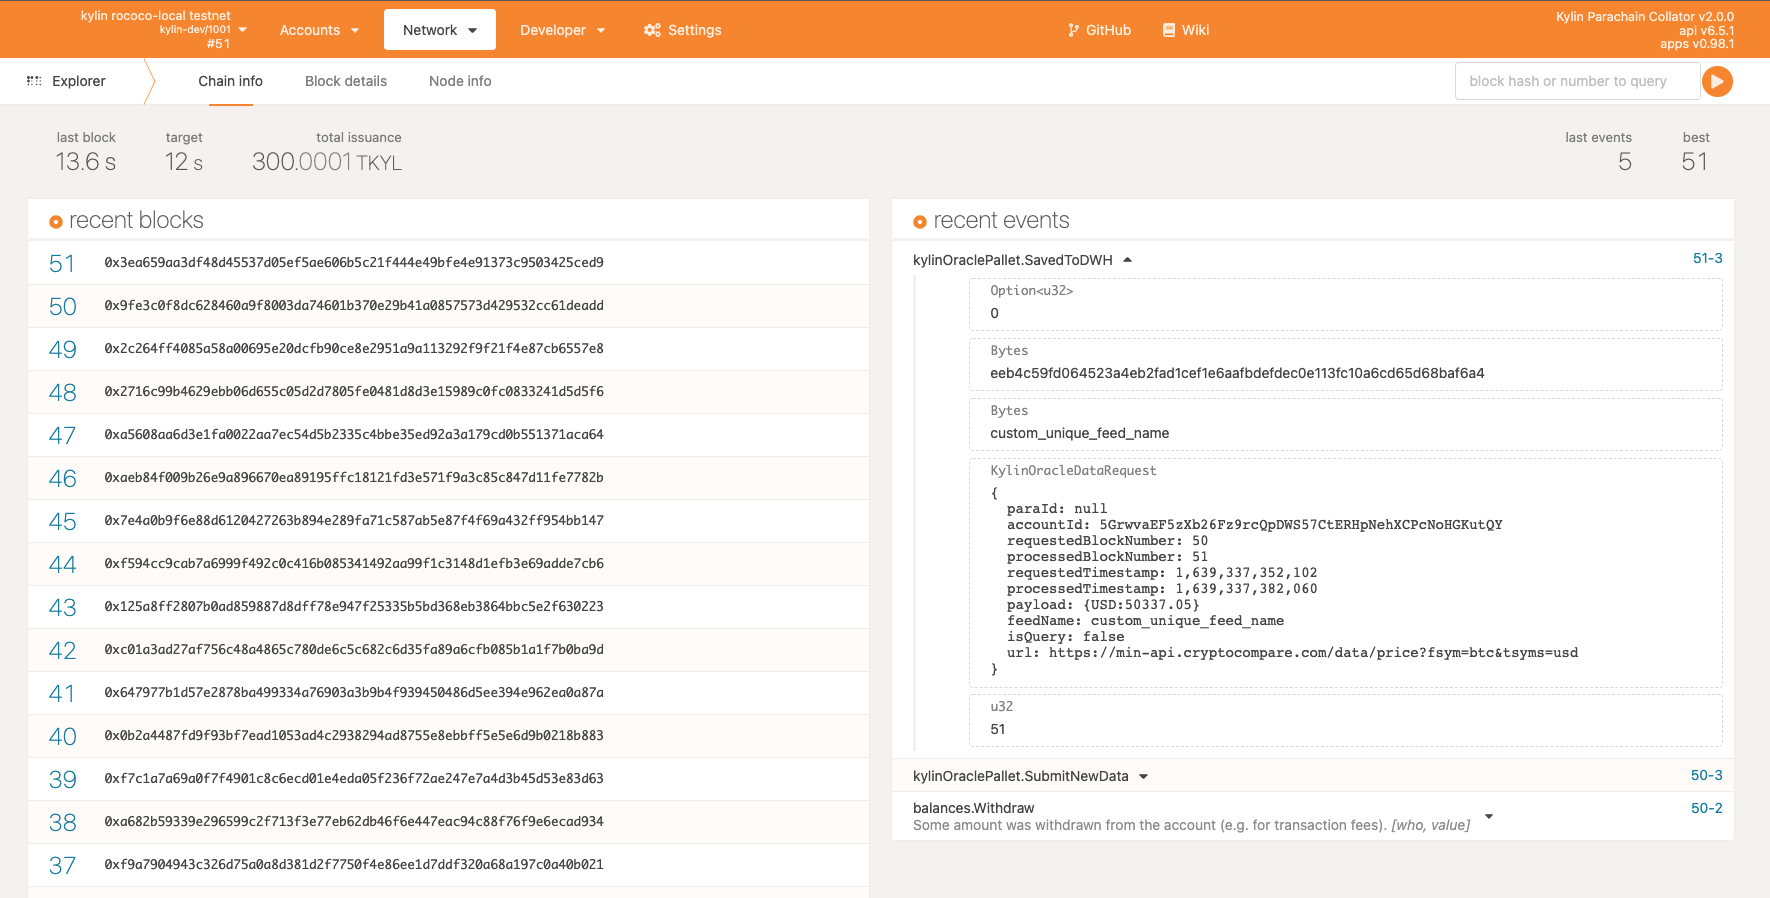 kylin rococo-local testnet
kylin-dev/1001
#51
Accounts
Network
Developer
Settings
GitHub
Wiki
Kylin Parachain Collator v2.0.0
api v6.5.1
apps v0.98.1
Explorer
Chain info
Block details
Node info
block hash or number to query
last block
13.6 s
target
12 s
total issuance
300.0001 TKYL
last events
5
best
51
recent blocks
51 0x3ea659aa3df48d45537d05ef5ae606b5c21f444e49bfe4e91373c9503425ced9
50 0x9fe3c0f8dc628460a9f8003da74601b370e29b41a0857573d429532cc61deadd
49 0x2c264ff4085a58a00695e20dcfb90ce8e2951a9a113292f9f21f4e87cb6557e8
48 0x2716c99b4629ebb06d655c05d2d7805fe0481d8d3e15989c0fc0833241d5d5f6
47 0xa5608aa6d3e1fa0022aa7ec54d5b2335c4bbe35ed92a3a179cd0b551371aca64
46 0xaeb84f009b26e9a896670ea89195ffc18121fd3e571f9a3c85c847d11fe7782b
45 0x7e4a0b9f6e88d6120427263b894e289fa71c587ab5e87f4f69a432ff954bb147
44 0xf594cc9cab7a6999f492c0c416b085341492aa99f1c3148d1efb3e69adde7cb6
43 0x125a8ff2807b0ad859887d8dff78e947f25335b5bd368eb3864bbc5e2f630223
42 0xc01a3ad27af756c48a4865c780de6c5c682c6d35fa89a6cfb085b1a1f7b0ba9d
41 0x647977b1d57e2878ba499334a76903a3b9b4f939450486d5ee394e962ea0a87a
40 0x0b2a4487fd9f93bf7ead1053ad4c2938294ad8755e8ebbff5e5e6d9b0218b883
39 0xf7c1a7a69a0f7f4901c8c6ecd01e4eda05f236f72ae247e7a4d3b45d53e83d63
38 0xa682b59339e296599c2f713f3e77eb62db46f6e447eac94c88f76f9e6ecad934
37 0xf9a7904943c326d75a0a8d381d2f7750f4e86ee1d7ddf320a68a197c0a40b021
recent events
kylinOraclePallet.SavedToDWH 51-3
Option<u32>
0
Bytes
eeb4c59fd064523a4eb2fad1cef1e6aafbdefdec0e113fc10a6cd65d68baf6a4
Bytes
custom_unique_feed_name
KylinOracleDataRequest
{
paraId: null
accountId: 5GrwvaEF5zXb26Fz9rcQpDWS57CtERHpNehXCPcNoHGKutQY
requestedBlockNumber: 50
processedBlockNumber: 51
requestedTimestamp: 1,639,337,352,102
processedTimestamp: 1,639,337,382,060
payload: {USD:50337.05}
feedName: custom_unique_feed_name
isQuery: false
url: https://min-api.cryptocompare.com/data/price?fsym=btc&tsyms=usd
}
u32
51
kylinOraclePallet.SubmitNewData 50-3
balances.Withdraw 50-2
Some amount was withdrawn from the account (e.g. for transaction fees). [who, value]